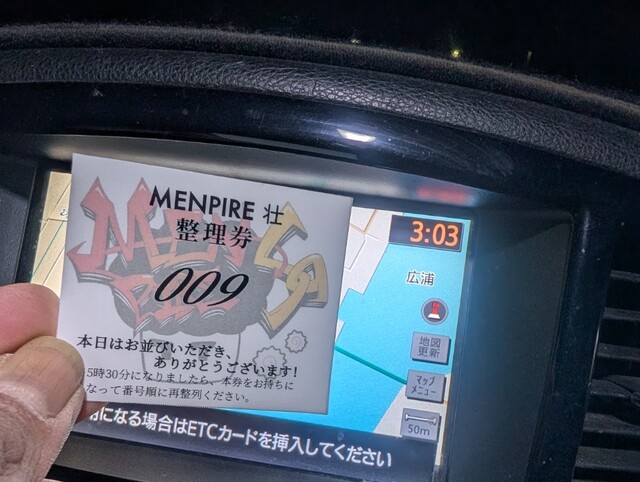 MENPIRE 壮
整理券
009
本日はお並びいただき、
ありがとうございます!
5時30分になりましたら、本券をお持ちに
なって番号順に再整列ください。
3:03
広浦
地図
更新
マップ
メニュー
50m
になる場合はETCカードを挿入してください